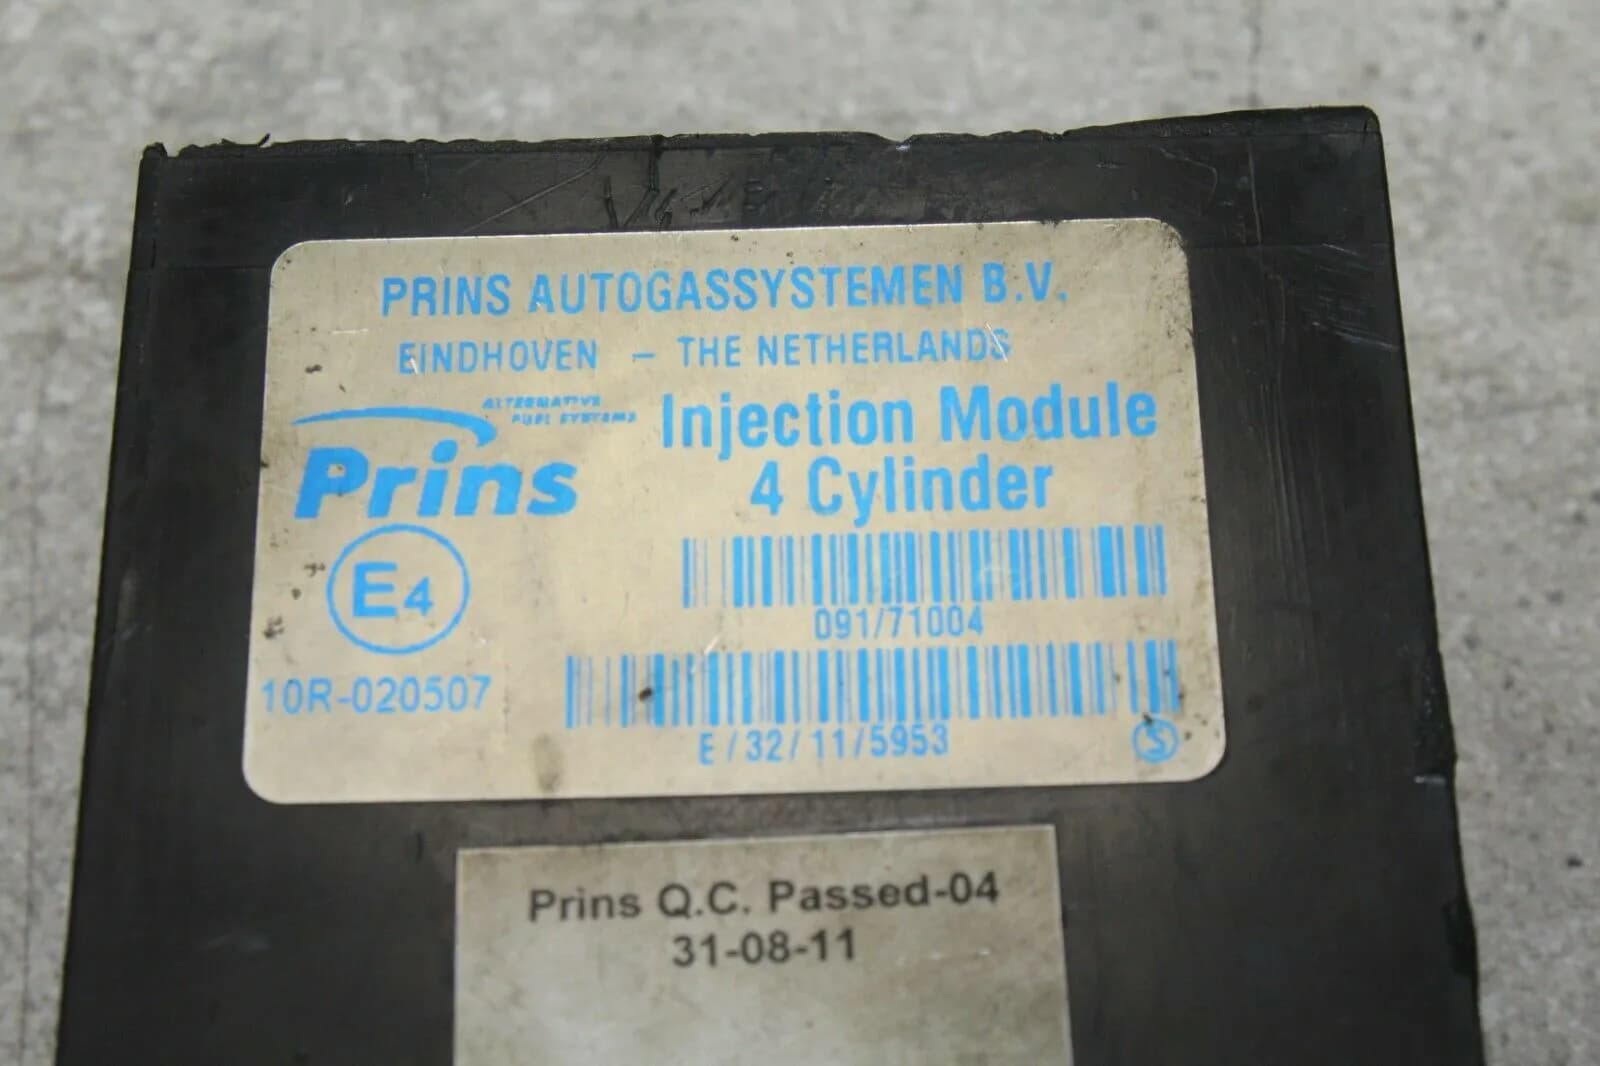 PRINS AUTOGASSYSTEMEN B.V.
EINDHOVEN - THE NETHERLANDS
ALTERNATIVE
FUEL SYSTEMS
Prins
Injection Module
4 Cylinder
E4
091/71004
10R-020507
E/32/11/5953
S
Prins Q.C. Passed-04
31-08-11